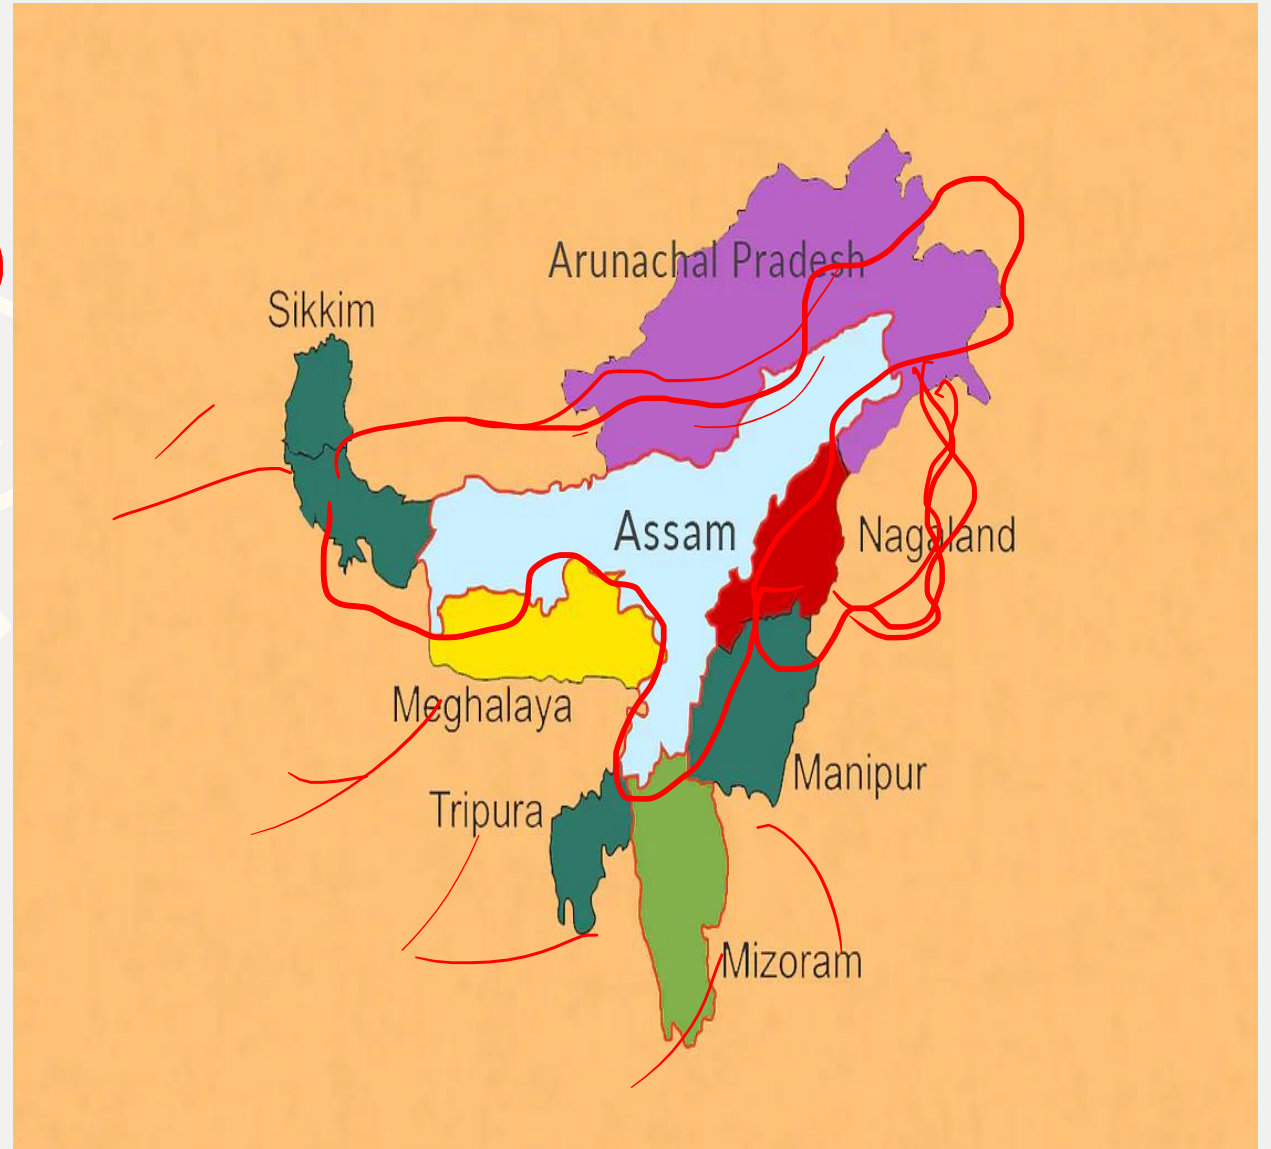 Arunachal Pradesh
Sikkim
Assam
Nagaland
Meghalaya
Manipur
Tripura
Mizoram